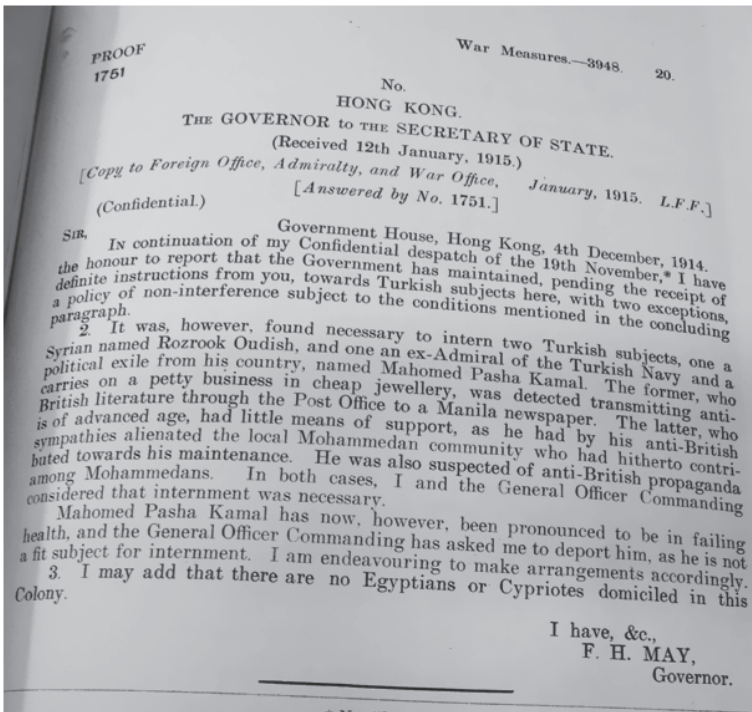 War Measures.—3948. 20.
PROOF
1751
No.
HONG KONG.
THE GOVERNOR to THE SECRETARY OF STATE.
(Received 12th January, 1915.)
[Copy to Foreign Office, Admiralty, and War Office, January, 1915. L.F.F.]
[Answered by No. 1751.]
(Confidential.)
Government House, Hong Kong, 4th December, 1914.
SIR,
IN continuation of my Confidential despatch of the 19th November,* I have
the honour to report that the Government has maintained, pending the receipt of
definite instructions from you, towards Turkish subjects here, with two exceptions,
a policy of non-interference subject to the conditions mentioned in the concluding
paragraph.
2. It was, however, found necessary to intern two Turkish subjects, one a
Syrian named Rozrook Oudish, and one an ex-Admiral of the Turkish Navy and a
political exile from his country, named Mahomed Pasha Kamal. The former, who
carries on a petty business in cheap jewellery, was detected transmitting anti-
British literature through the Post Office to a Manila newspaper. The latter, who
is of advanced age, had little means of support, as he had by his anti-British
sympathies alienated the local Mohammedan community who had hitherto contri-
buted towards his maintenance. He was also suspected of anti-British propaganda
among Mohammedans. In both cases, I and the General Officer Commanding
considered that internment was necessary.
Mahomed Pasha Kamal has now, however, been pronounced to be in failing
health, and the General Officer Commanding has asked me to deport him, as he is not
a fit subject for internment. I am endeavouring to make arrangements accordingly.
3. I may add that there are no Egyptians or Cypriotes domiciled in this
Colony.
I have, &c.,
F. H. MAY,
Governor.